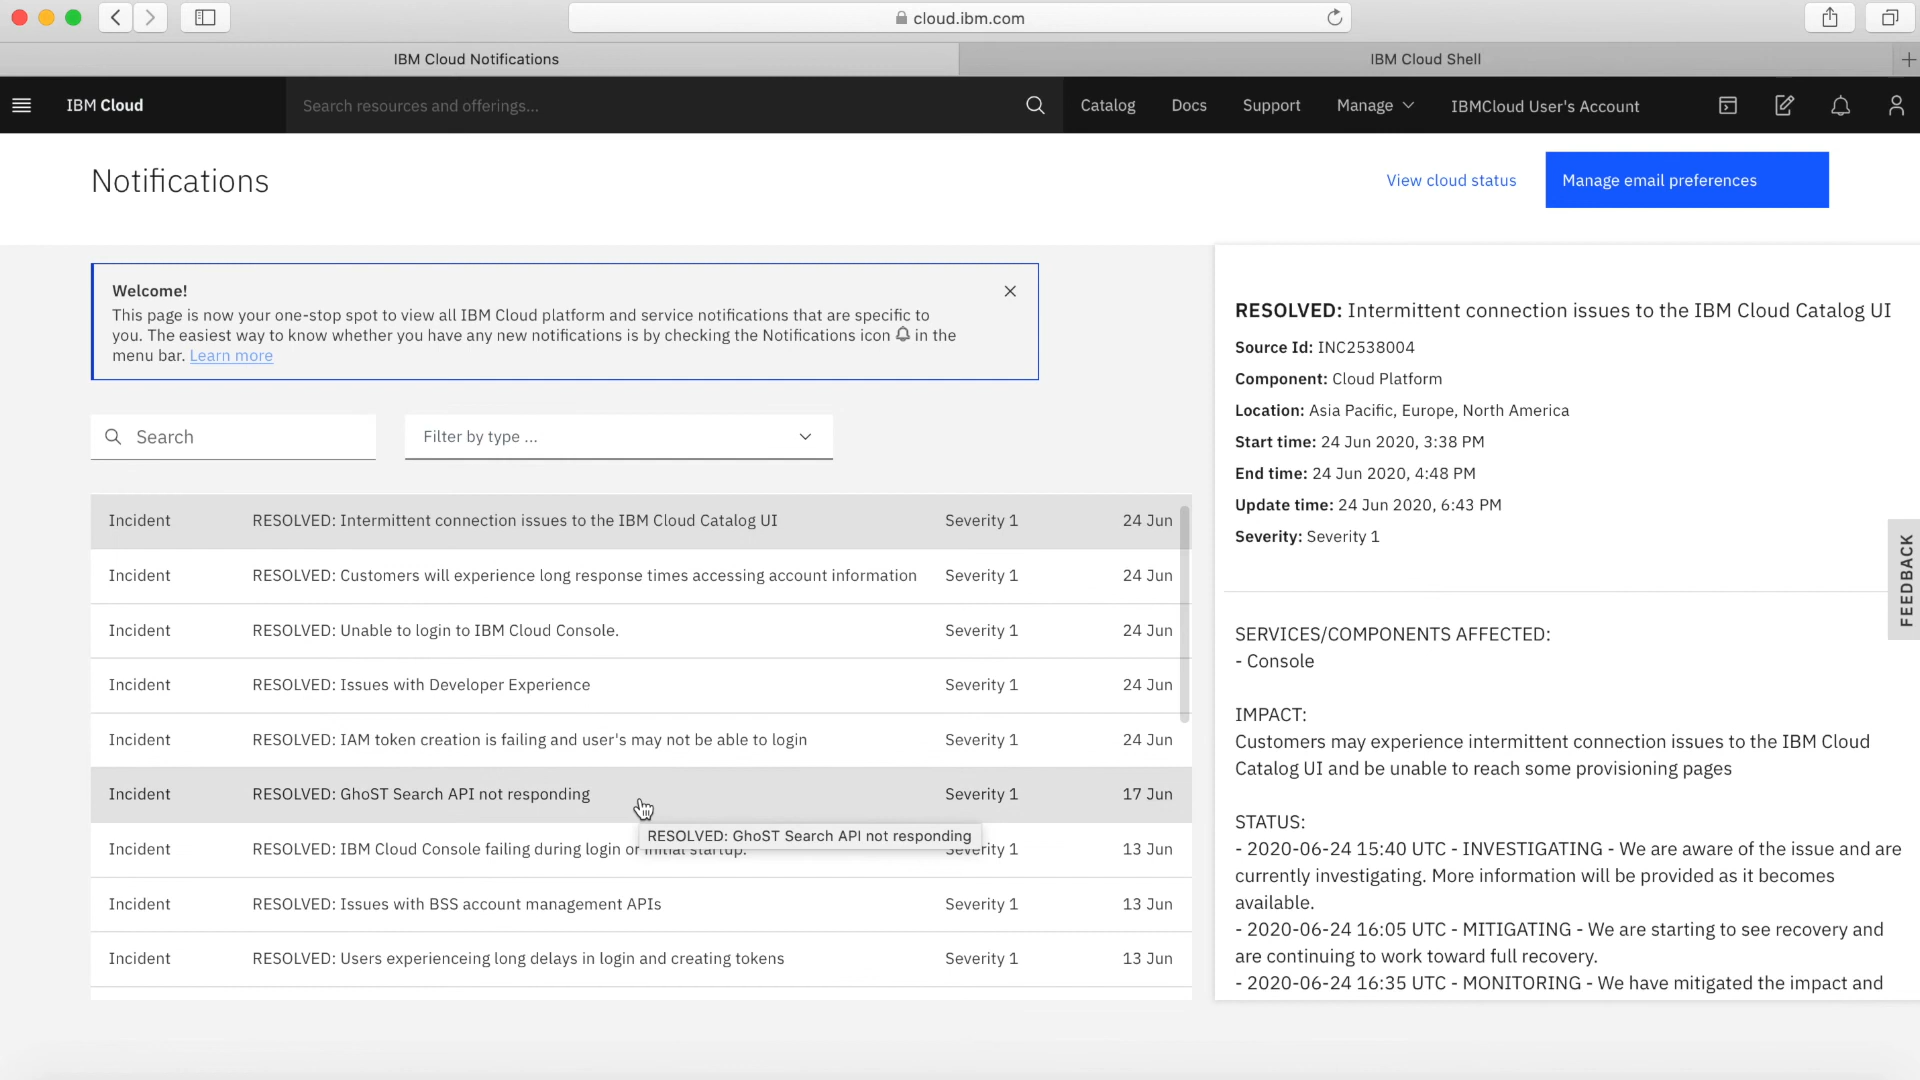 cloud.ibm.com
IBM Cloud Notifications
IBM Cloud Shell
IBM Cloud
Search resources and offerings...
Catalog
Docs
Support
Manage
IBMCloud User's Account
Notifications
View cloud status
Manage email preferences
Welcome!
This page is now your one-stop spot to view all IBM Cloud platform and service notifications that are specific to
you. The easiest way to know whether you have any new notifications is by checking the Notifications icon in the
menu bar. Learn more
Search
Filter by type ...
Incident RESOLVED: Intermittent connection issues to the IBM Cloud Catalog UI Severity 1 24 Jun
Incident RESOLVED: Customers will experience long response times accessing account information Severity 1 24 Jun
Incident RESOLVED: Unable to login to IBM Cloud Console. Severity 1 24 Jun
Incident RESOLVED: Issues with Developer Experience Severity 1 24 Jun
Incident RESOLVED: IAM token creation is failing and user's may not be able to login Severity 1 24 Jun
Incident RESOLVED: GhoST Search API not responding Severity 1 17 Jun
RESOLVED: GhoST Search API not responding
Incident RESOLVED: IBM Cloud Console failing during login or initial startup. Severity 1 13 Jun
Incident RESOLVED: Issues with BSS account management APIs Severity 1 13 Jun
Incident RESOLVED: Users experienceing long delays in login and creating tokens Severity 1 13 Jun
RESOLVED: Intermittent connection issues to the IBM Cloud Catalog UI
Source Id: INC2538004
Component: Cloud Platform
Location: Asia Pacific, Europe, North America
Start time: 24 Jun 2020, 3:38 PM
End time: 24 Jun 2020, 4:48 PM
Update time: 24 Jun 2020, 6:43 PM
Severity: Severity 1
SERVICES/COMPONENTS AFFECTED:
- Console
IMPACT:
Customers may experience intermittent connection issues to the IBM Cloud
Catalog UI and be unable to reach some provisioning pages
STATUS:
- 2020-06-24 15:40 UTC - INVESTIGATING - We are aware of the issue and are
currently investigating. More information will be provided as it becomes
available.
- 2020-06-24 16:05 UTC - MITIGATING - We are starting to see recovery and
are continuing to work toward full recovery.
- 2020-06-24 16:35 UTC - MONITORING - We have mitigated the impact and
FEEDBACK